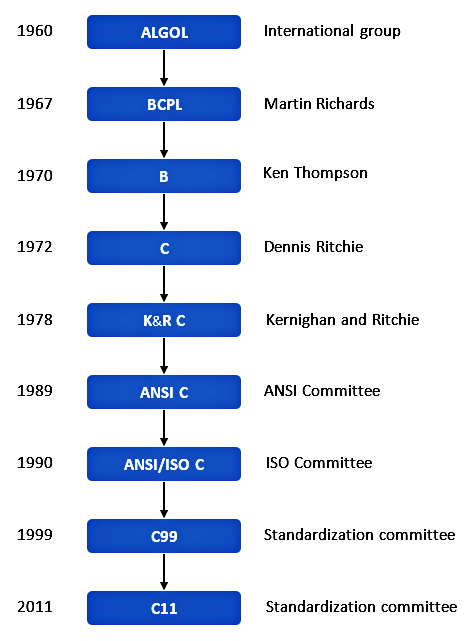 1960 ALGOL International group
1967 BCPL Martin Richards
1970 B Ken Thompson
1972 C Dennis Ritchie
1978 K&R C Kernighan and Ritchie
1989 ANSI C ANSI Committee
1990 ANSI/ISO C ISO Committee
1999 C99 Standardization committee
2011 C11 Standardization committee